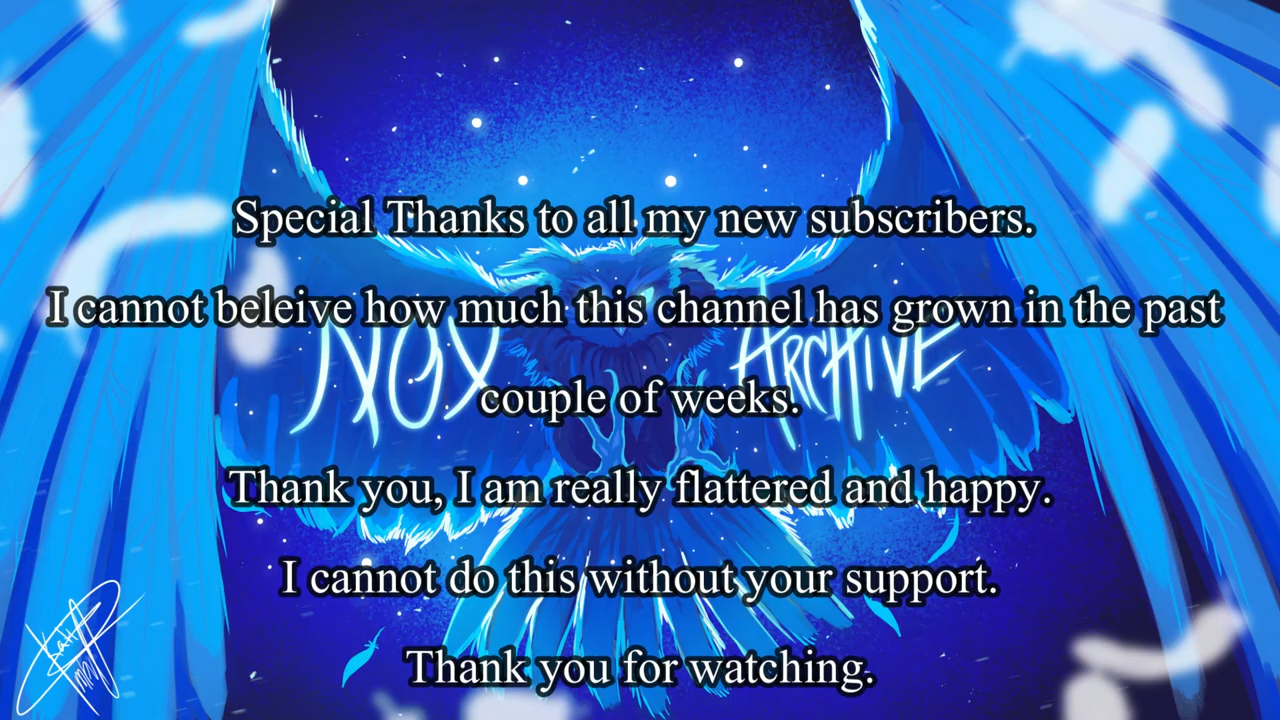 Special Thanks to all my new subscribers.
I cannot beleive how much this channel has grown in the past
NOX ARCHIVE
couple of weeks.
Thank you, I am really flattered and happy.
I cannot do this without your support.
Thank you for watching.